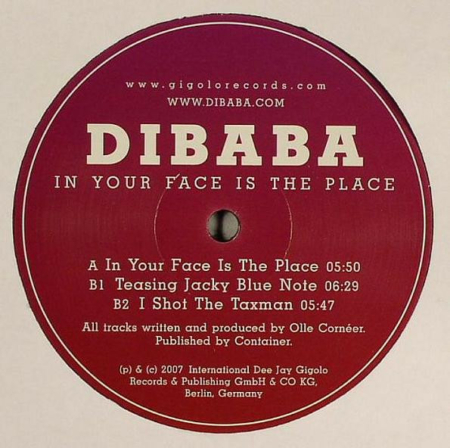 www.gigolorecords.com
WWW.DIBABA.COM
DIBABA
IN YOUR FACE IS THE PLACE
A In Your Face Is The Place 05:50
B1 Teasing Jacky Blue Note 06:29
B2 I Shot The Taxman 05:47
All tracks written and produced by Olle Cornéer.
Published by Container.
(p) & (c) 2007 International Dee Jay Gigolo
Records & Publishing GmbH & CO KG,
Berlin, Germany